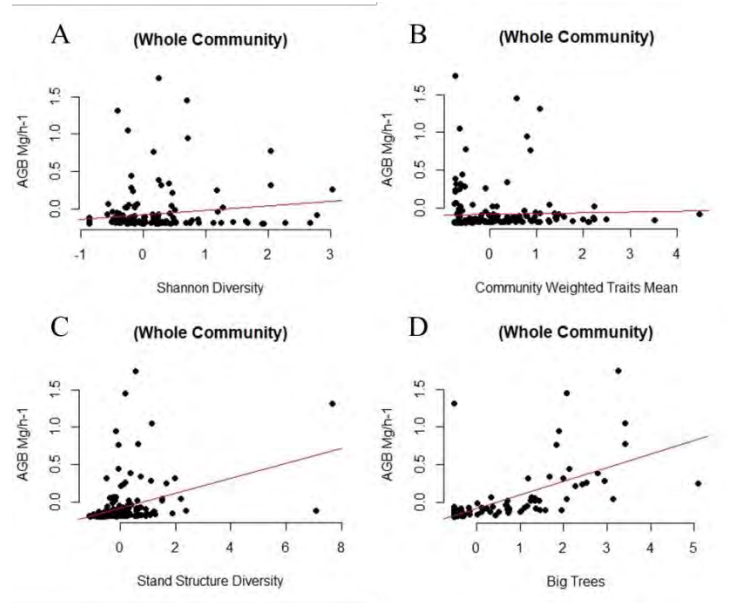 A
(Whole Community)
AGB Mg/h-1
0.0 0.5 1.0 1.5
-1 0 1 2 3
Shannon Diversity
B
(Whole Community)
AGB Mg/h-1
0.0 0.5 1.0 1.5
0 1 2 3 4
Community Weighted Traits Mean
C
(Whole Community)
AGB Mg/h-1
0.0 0.5 1.0 1.5
0 2 4 6 8
Stand Structure Diversity
D
(Whole Community)
AGB Mg/h-1
0.0 0.5 1.0 1.5
0 1 2 3 4 5
Big Trees